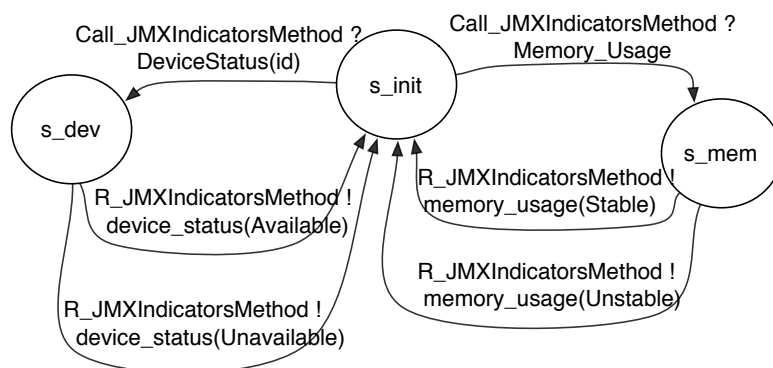 Call_JMXIndicatorsMethod ?
DeviceStatus(id)
Call_JMXIndicatorsMethod ?
Memory_Usage
s_init
s_dev
s_mem
R_JMXIndicatorsMethod !
device_status(Available)
R_JMXIndicatorsMethod !
memory_usage(Stable)
R_JMXIndicatorsMethod !
device_status(Unavailable)
R_JMXIndicatorsMethod !
memory_usage(Unstable)